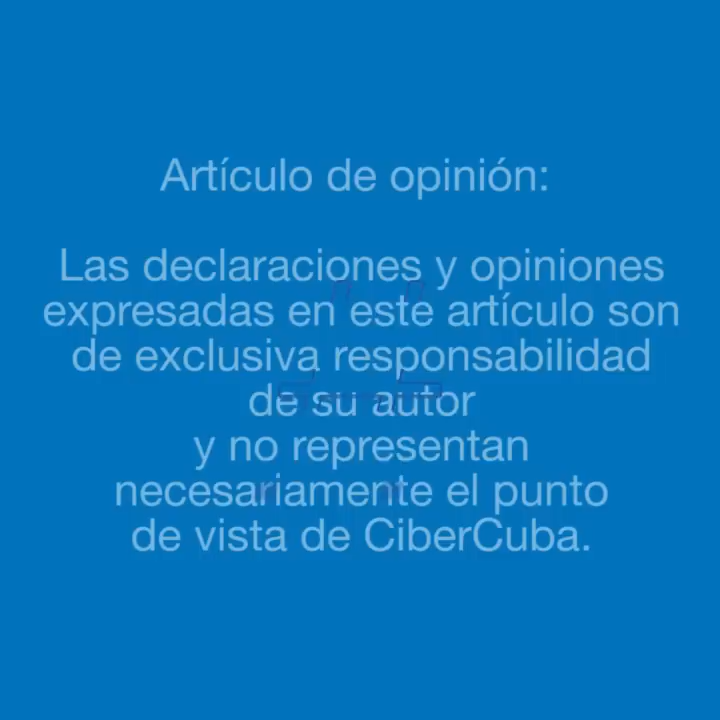 Artículo de opinión:
Las declaraciones y opiniones
expresadas en este artículo son
de exclusiva responsabilidad
de su autor
y no representan
necesariamente el punto
de vista de CiberCuba.